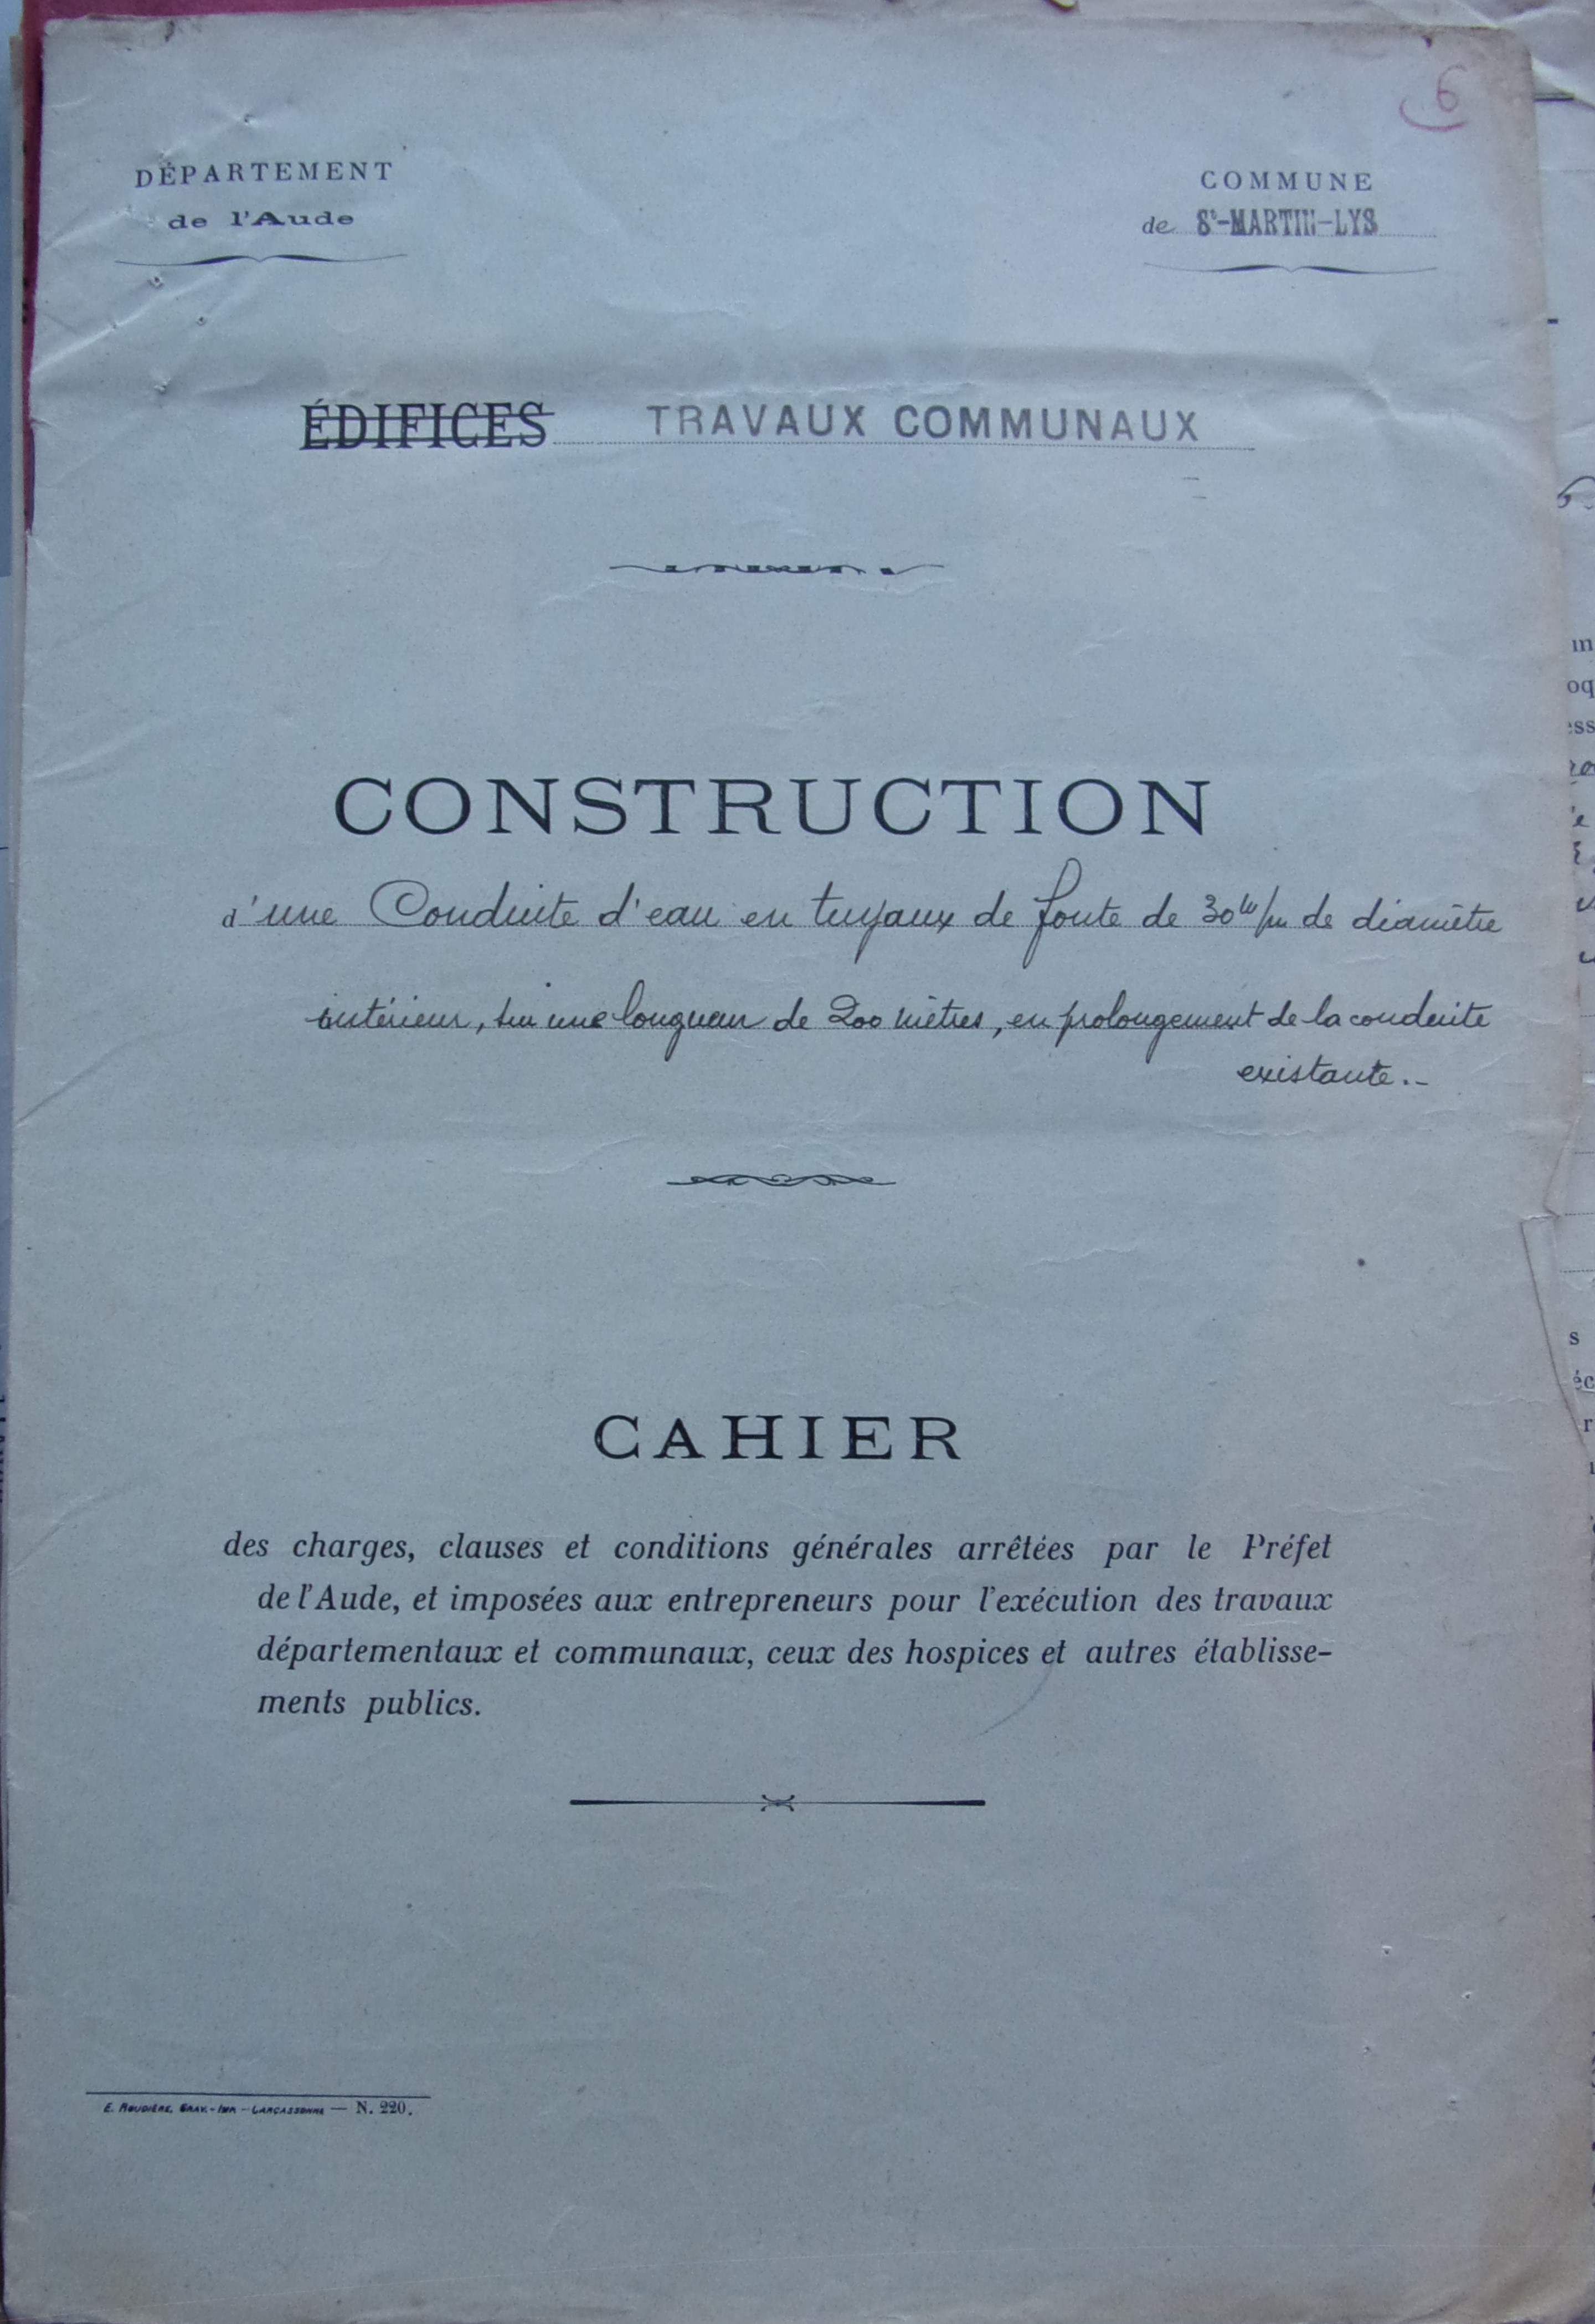 6
DÉPARTEMENT
de l'Aude
COMMUNE
de St-MARTIN-LYS
ÉDIFICES TRAVAUX COMMUNAUX
CONSTRUCTION
d'une Conduite d'eau en tuyaux de fonte de 30 m/m de diamètre
intérieur, sur une longueur de 200 mètres, en prolongement de la conduite
existante.-
CAHIER
des charges, clauses et conditions générales arrêtées par le Préfet
de l'Aude, et imposées aux entrepreneurs pour l'exécution des travaux
départementaux et communaux, ceux des hospices et autres établisse-
ments publics.
E. ROUDIÈRE, GRAV.-IMP. - CARCASSONNE — N. 220.